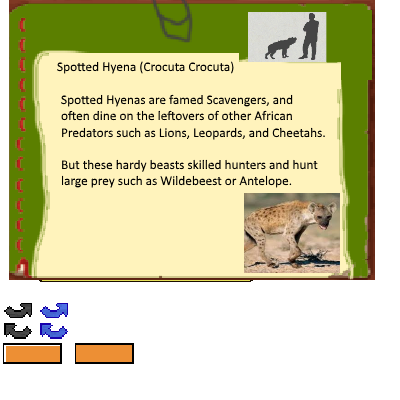 Spotted Hyena (Crocuta Crocuta)
Spotted Hyenas are famed Scavengers, and
often dine on the leftovers of other African
Predators such as Lions, Leopards, and Cheetahs.
But these hardy beasts skilled hunters and hunt
large prey such as Wildebeest or Antelope.